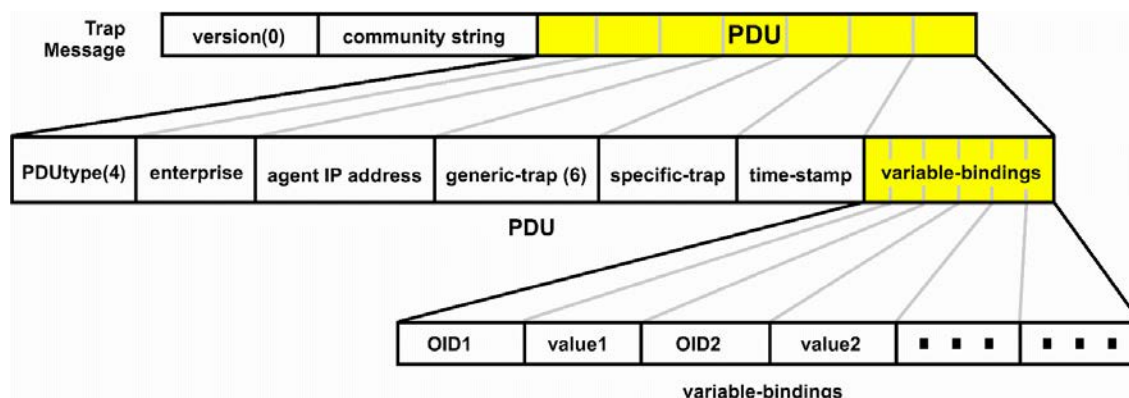 Trap
Message
version(0)
community string
PDU
PDUtype(4)
enterprise
agent IP address
generic-trap (6)
specific-trap
time-stamp
variable-bindings
PDU
OID1
value1
OID2
value2
variable-bindings